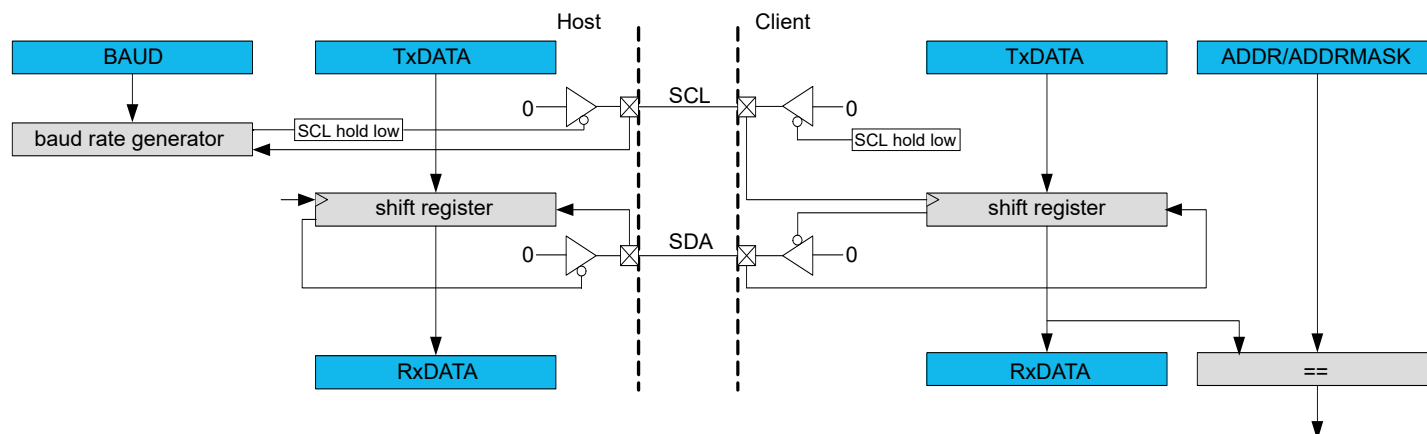 Host
Client
BAUD
TxDATA
TxDATA
ADDR/ADDRMASK
0
SCL
0
baud rate generator
SCL hold low
SCL hold low
shift register
shift register
SDA
0
0
RxDATA
RxDATA
==